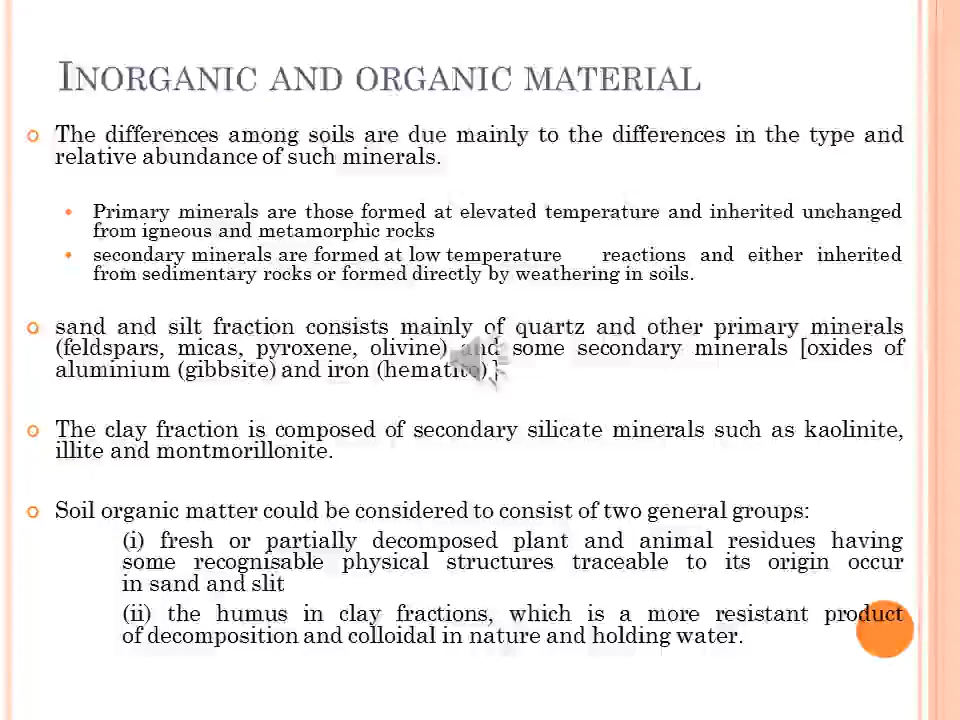 INORGANIC AND ORGANIC MATERIAL
The differences among soils are due mainly to the differences in the type and
relative abundance of such minerals.
Primary minerals are those formed at elevated temperature and inherited unchanged
from igneous and metamorphic rocks
secondary minerals are formed at low temperature reactions and either inherited
from sedimentary rocks or formed directly by weathering in soils.
sand and silt fraction consists mainly of quartz and other primary minerals
(feldspars, micas, pyroxene, olivine) and some secondary minerals [oxides of
aluminium (gibbsite) and iron (hematite)]
The clay fraction is composed of secondary silicate minerals such as kaolinite,
illite and montmorillonite.
Soil organic matter could be considered to consist of two general groups:
(i) fresh or partially decomposed plant and animal residues having
some recognisable physical structures traceable to its origin occur
in sand and slit
(ii) the humus in clay fractions, which is a more resistant product
of decomposition and colloidal in nature and holding water.